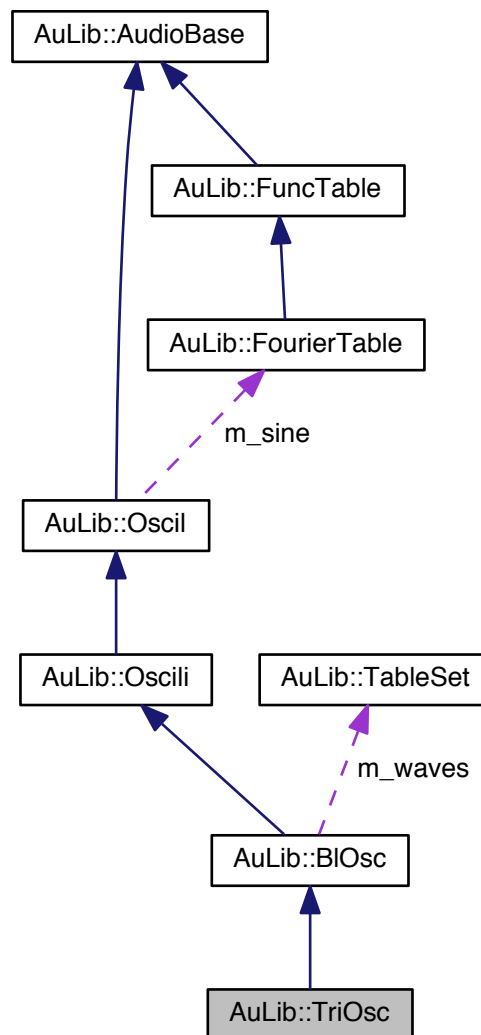 AuLib::AudioBase
AuLib::FuncTable
AuLib::FourierTable
m_sine
AuLib::Oscil
AuLib::Oscili
AuLib::TableSet
m_waves
AuLib::BlOsc
AuLib::TriOsc